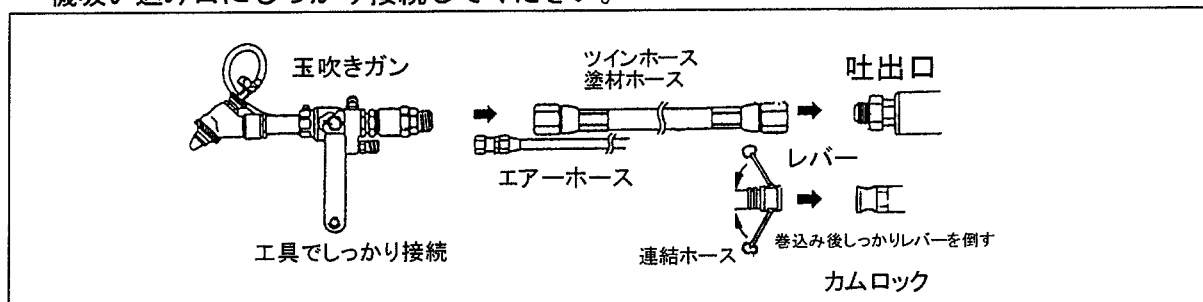 機吸い込み口にしっかり接続してください。
玉吹きガン
ツインホース
塗材ホース
吐出口
エアーホース
レバー
工具でしっかり接続
連結ホース
巻込み後しっかりレバーを倒す
カムロック